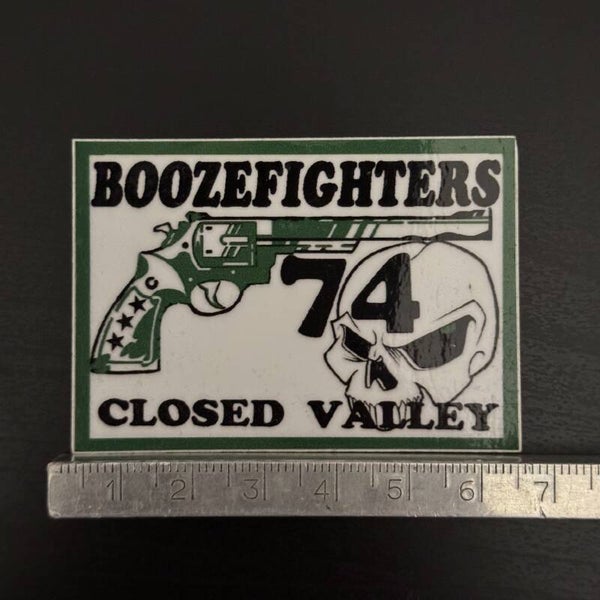 BOOZEFIGHTERS
C
74
CLOSED VALLEY
1 2 3 4 5 6 7